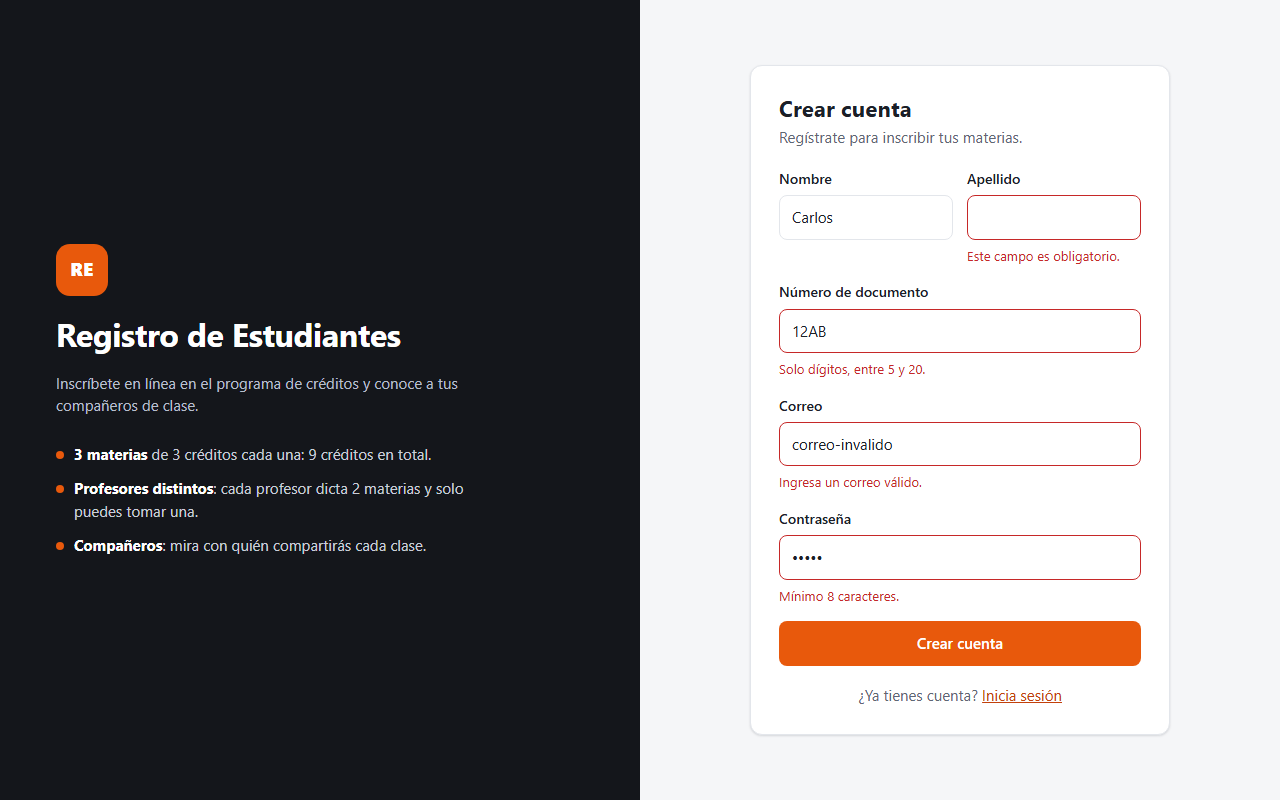 RE
Registro de Estudiantes
Inscríbete en línea en el programa de créditos y conoce a tus
compañeros de clase.
3 materias de 3 créditos cada una: 9 créditos en total.
Profesores distintos: cada profesor dicta 2 materias y solo
puedes tomar una.
Compañeros: mira con quién compartirás cada clase.
Crear cuenta
Regístrate para inscribir tus materias.
Nombre
Carlos
Apellido
Este campo es obligatorio.
Número de documento
12AB
Solo dígitos, entre 5 y 20.
Correo
correo-invalido
Ingresa un correo válido.
Contraseña
•••••
Mínimo 8 caracteres.
Crear cuenta
¿Ya tienes cuenta? Inicia sesión